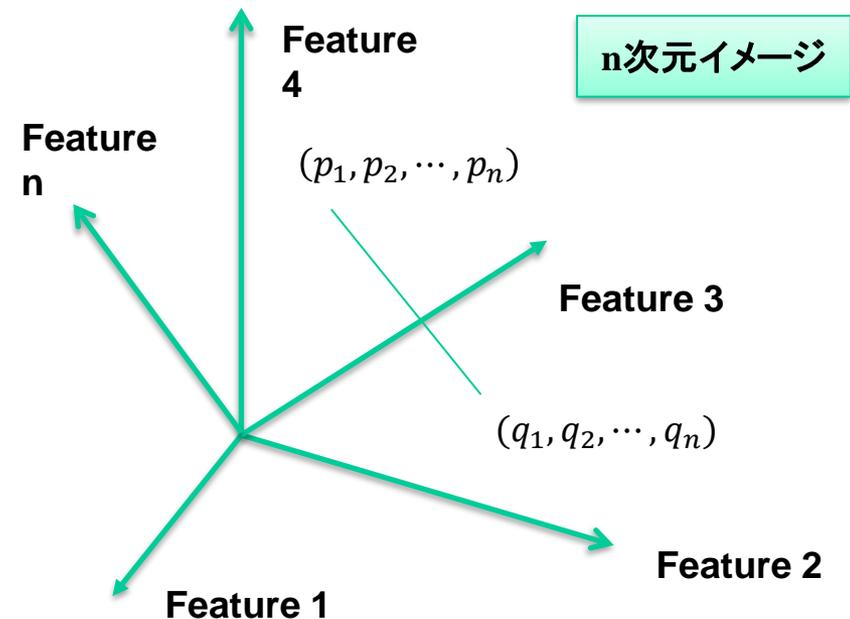 Feature
4
n次元イメージ
Feature
n
(p₁, p₂, ⋯, pₙ)
Feature 3
(q₁, q₂, ⋯, qₙ)
Feature 2
Feature 1